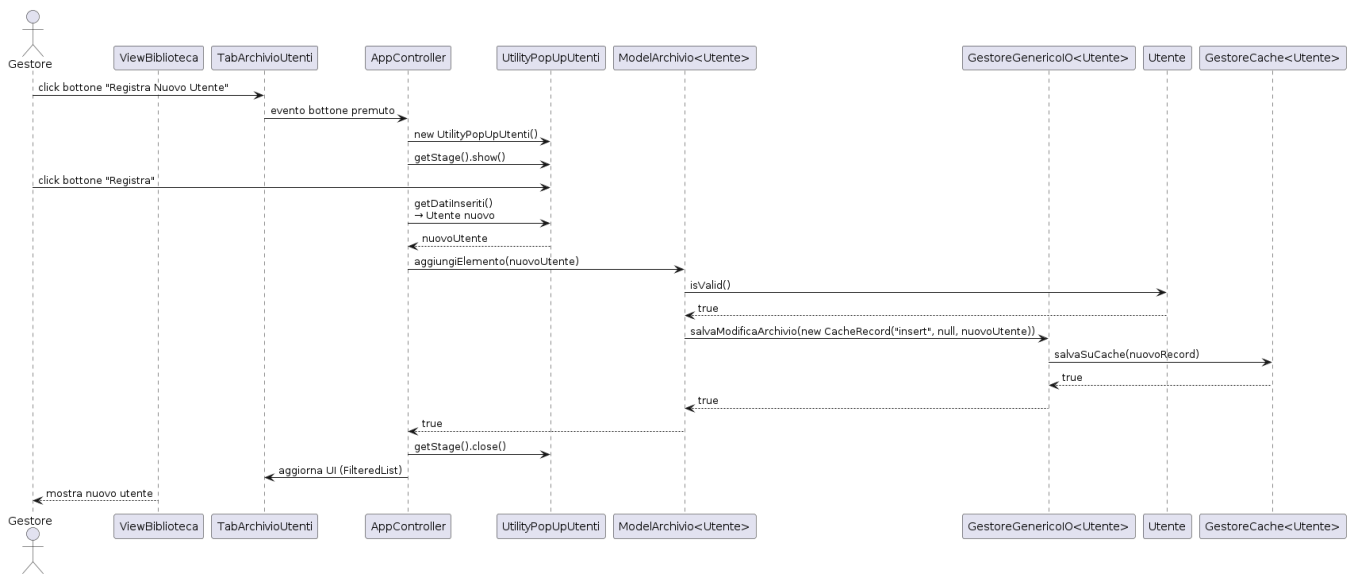 Gestore
ViewBiblioteca
TabArchivioUtenti
AppController
UtilityPopUpUtenti
ModelArchivio<Utente>
GestoreGenericoIO<Utente>
Utente
GestoreCache<Utente>
click bottone "Registra Nuovo Utente"
evento bottone premuto
new UtilityPopUpUtenti()
getStage().show()
click bottone "Registra"
getDatiInseriti()
→ Utente nuovo
nuovoUtente
aggiungiElemento(nuovoUtente)
isValid()
true
salvaModificaArchivio(new CacheRecord("insert", null, nuovoUtente))
salvaSuCache(nuovoRecord)
true
true
true
getStage().close()
aggiorna UI (FilteredList)
mostra nuovo utente
Gestore
ViewBiblioteca
TabArchivioUtenti
AppController
UtilityPopUpUtenti
ModelArchivio<Utente>
GestoreGenericoIO<Utente>
Utente
GestoreCache<Utente>